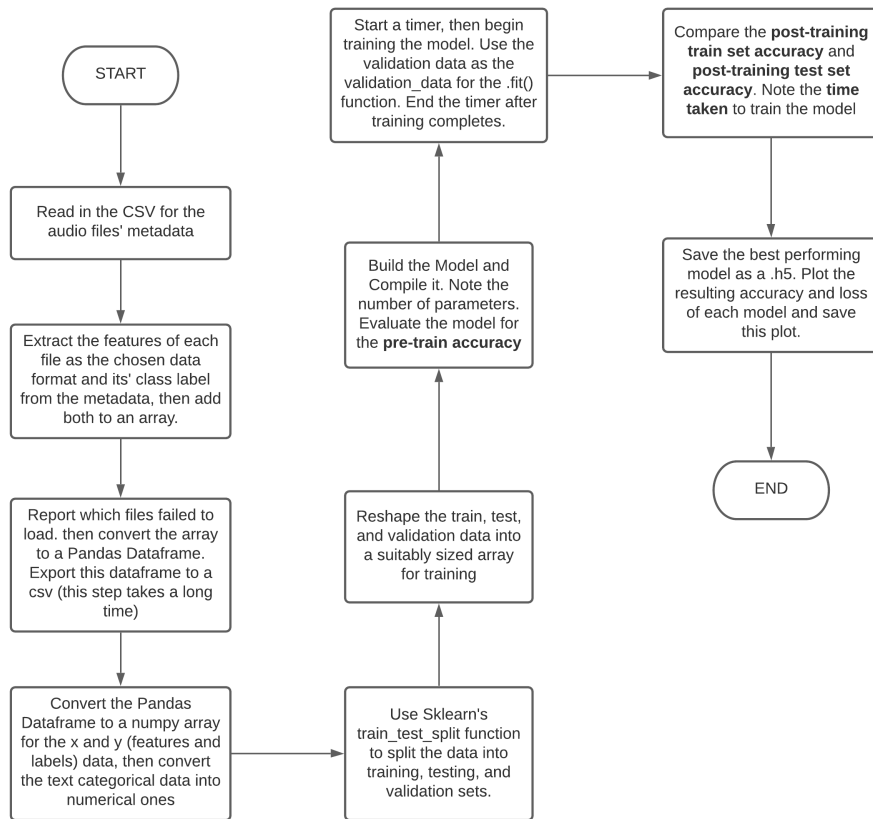 START
Read in the CSV for the
audio files' metadata
Extract the features of each
file as the chosen data
format and its' class label
from the metadata, then add
both to an array.
Report which files failed to
load. then convert the array
to a Pandas Dataframe.
Export this dataframe to a
csv (this step takes a long
time)
Convert the Pandas
Dataframe to a numpy array
for the x and y (features and
labels) data, then convert
the text categorical data into
numerical ones
Use Sklearn's
train_test_split function
to split the data into
training, testing, and
validation sets.
Reshape the train, test,
and validation data into
a suitably sized array
for training
Build the Model and
Compile it. Note the
number of parameters.
Evaluate the model for
the pre-train accuracy
Start a timer, then begin
training the model. Use the
validation data as the
validation_data for the .fit()
function. End the timer after
training completes.
Compare the post-training
train set accuracy and
post-training test set
accuracy. Note the time
taken to train the model
Save the best performing
model as a .h5. Plot the
resulting accuracy and loss
of each model and save
this plot.
END